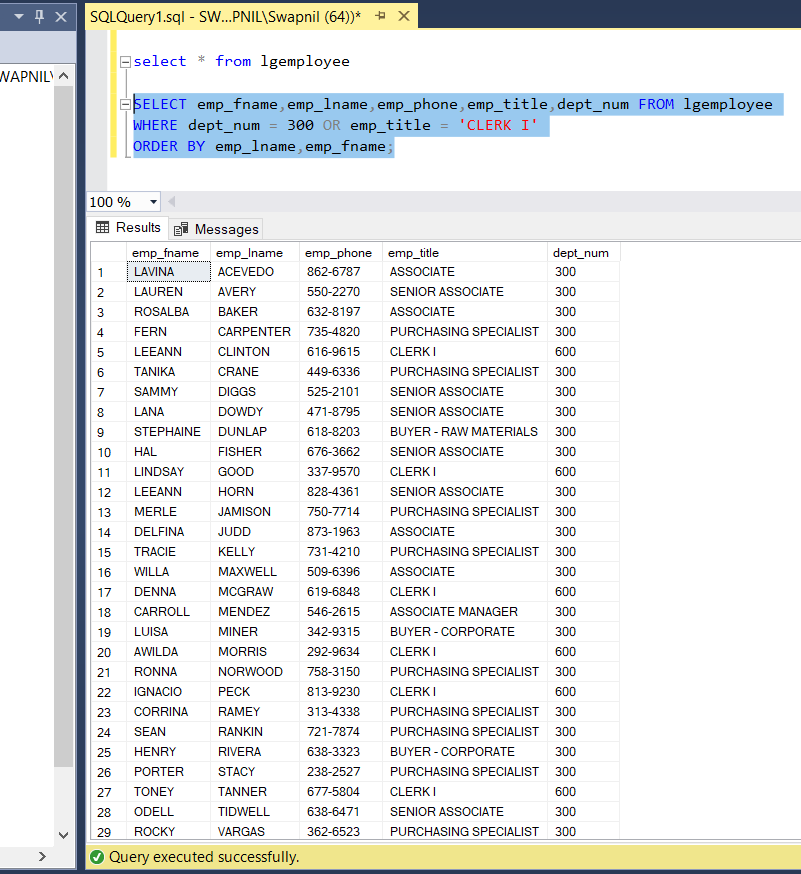 SQLQuery1.sql - SW...PNIL\Swapnil (64))*
WAPNIL\
select * from lgemployee
SELECT emp_fname,emp_lname,emp_phone,emp_title,dept_num FROM lgemployee
WHERE dept_num = 300 OR emp_title = 'CLERK I'
ORDER BY emp_lname,emp_fname;
100 %
Results Messages
emp_fname emp_lname emp_phone emp_title dept_num
1 LAVINA ACEVEDO 862-6787 ASSOCIATE 300
2 LAUREN AVERY 550-2270 SENIOR ASSOCIATE 300
3 ROSALBA BAKER 632-8197 ASSOCIATE 300
4 FERN CARPENTER 735-4820 PURCHASING SPECIALIST 300
5 LEEANN CLINTON 616-9615 CLERK I 600
6 TANIKA CRANE 449-6336 PURCHASING SPECIALIST 300
7 SAMMY DIGGS 525-2101 SENIOR ASSOCIATE 300
8 LANA DOWDY 471-8795 SENIOR ASSOCIATE 300
9 STEPHAINE DUNLAP 618-8203 BUYER - RAW MATERIALS 300
10 HAL FISHER 676-3662 SENIOR ASSOCIATE 300
11 LINDSAY GOOD 337-9570 CLERK I 600
12 LEEANN HORN 828-4361 SENIOR ASSOCIATE 300
13 MERLE JAMISON 750-7714 PURCHASING SPECIALIST 300
14 DELFINA JUDD 873-1963 ASSOCIATE 300
15 TRACIE KELLY 731-4210 PURCHASING SPECIALIST 300
16 WILLA MAXWELL 509-6396 ASSOCIATE 300
17 DENNA MCGRAW 619-6848 CLERK I 600
18 CARROLL MENDEZ 546-2615 ASSOCIATE MANAGER 300
19 LUISA MINER 342-9315 BUYER - CORPORATE 300
20 AWILDA MORRIS 292-9634 CLERK I 600
21 RONNA NORWOOD 758-3150 PURCHASING SPECIALIST 300
22 IGNACIO PECK 813-9230 CLERK I 600
23 CORRINA RAMEY 313-4338 PURCHASING SPECIALIST 300
24 SEAN RANKIN 721-7874 PURCHASING SPECIALIST 300
25 HENRY RIVERA 638-3323 BUYER - CORPORATE 300
26 PORTER STACY 238-2527 PURCHASING SPECIALIST 300
27 TONEY TANNER 677-5804 CLERK I 600
28 ODELL TIDWELL 638-6471 SENIOR ASSOCIATE 300
29 ROCKY VARGAS 362-6523 PURCHASING SPECIALIST 300
Query executed successfully.